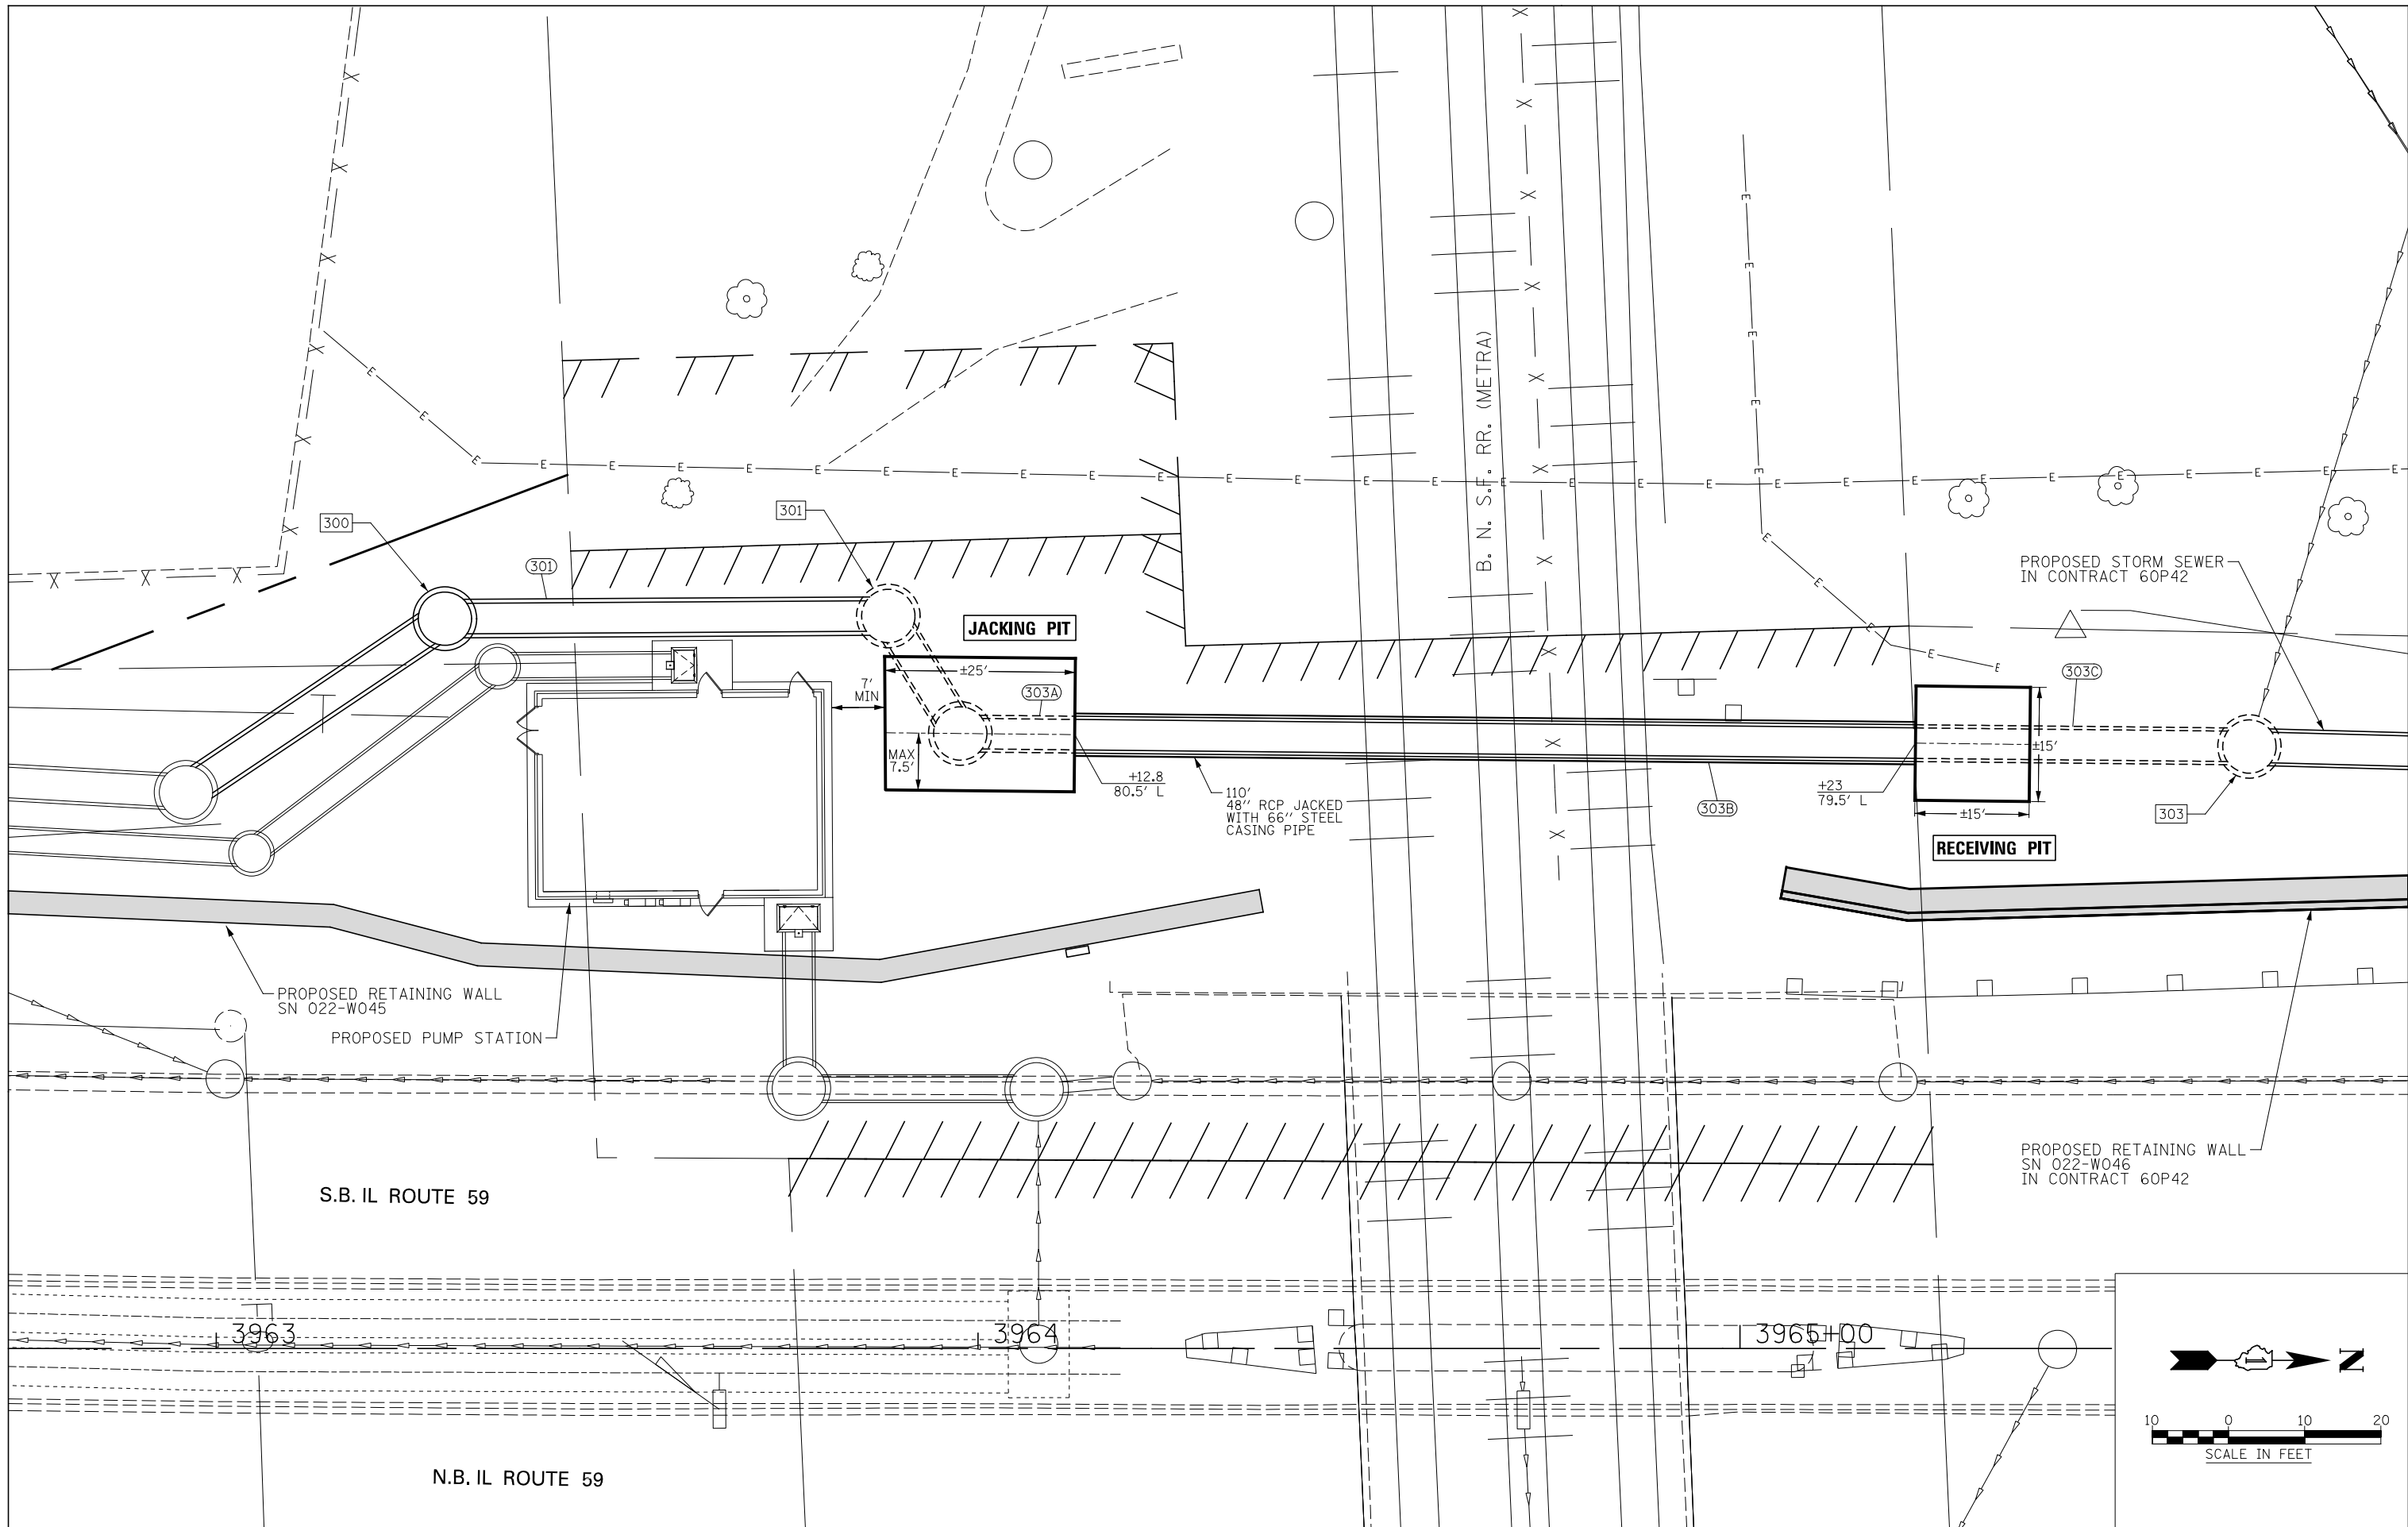 B. N. S.F. RR. (METRA)
300
301
301
JACKING PIT
PROPOSED STORM SEWER
IN CONTRACT 60P42
±25'
7'
MIN
303A
303C
MAX
7.5'
+12.8
80.5' L
110'
48" RCP JACKED
WITH 66" STEEL
CASING PIPE
303B
+23
79.5' L
±15'
±15'
303
RECEIVING PIT
PROPOSED RETAINING WALL
SN 022-W045
PROPOSED PUMP STATION
PROPOSED RETAINING WALL
SN 022-W046
IN CONTRACT 60P42
S.B. IL ROUTE 59
3963
3964
3965+00
N
10 0 10 20
SCALE IN FEET
N.B. IL ROUTE 59
X X X X X X
X X X
X X X X X X X X X X
E E E E E E E E E E E E E E E E E E E E E E E E E E E E E E
E E E E E E E E E E E